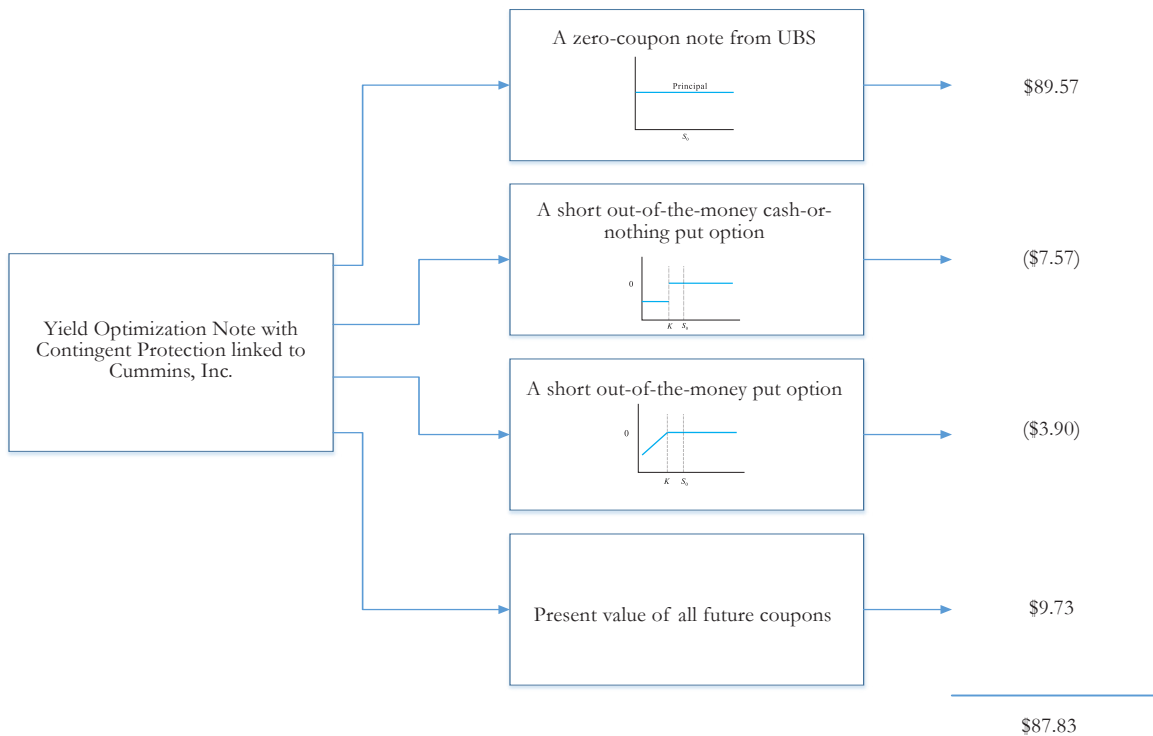 A zero-coupon note from UBS
Principal
S₀
$89.57
A short out-of-the-money cash-or-
nothing put option
0
K
S₀
($7.57)
Yield Optimization Note with
Contingent Protection linked to
Cummins, Inc.
A short out-of-the-money put option
0
K
S₀
($3.90)
Present value of all future coupons
$9.73
$87.83